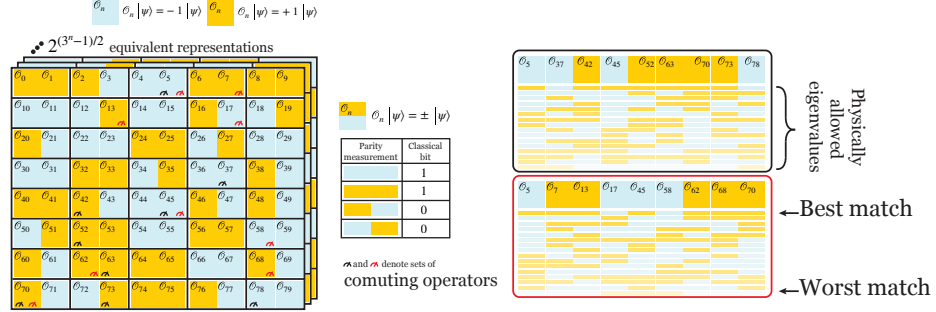 𝒪ₙ 𝒪ₙ |ψ⟩ = − 1 |ψ⟩ 𝒪ₙ 𝒪ₙ |ψ⟩ = + 1 |ψ⟩
2^(3ⁿ−1)/2 equivalent representations
𝒪₀ 𝒪₁ 𝒪₂ 𝒪₃ 𝒪₄ 𝒪₅ 𝒪₆ 𝒪₇ 𝒪₈ 𝒪₉
𝒪₁₀ 𝒪₁₁ 𝒪₁₂ 𝒪₁₃ 𝒪₁₄ 𝒪₁₅ 𝒪₁₆ 𝒪₁₇ 𝒪₁₈ 𝒪₁₉
𝒪₂₀ 𝒪₂₁ 𝒪₂₂ 𝒪₂₃ 𝒪₂₄ 𝒪₂₅ 𝒪₂₆ 𝒪₂₇ 𝒪₂₈ 𝒪₂₉
𝒪₃₀ 𝒪₃₁ 𝒪₃₂ 𝒪₃₃ 𝒪₃₄ 𝒪₃₅ 𝒪₃₆ 𝒪₃₇ 𝒪₃₈ 𝒪₃₉
𝒪₄₀ 𝒪₄₁ 𝒪₄₂ 𝒪₄₃ 𝒪₄₄ 𝒪₄₅ 𝒪₄₆ 𝒪₄₇ 𝒪₄₈ 𝒪₄₉
𝒪₅₀ 𝒪₅₁ 𝒪₅₂ 𝒪₅₃ 𝒪₅₄ 𝒪₅₅ 𝒪₅₆ 𝒪₅₇ 𝒪₅₈ 𝒪₅₉
𝒪₆₀ 𝒪₆₁ 𝒪₆₂ 𝒪₆₃ 𝒪₆₄ 𝒪₆₅ 𝒪₆₆ 𝒪₆₇ 𝒪₆₈ 𝒪₆₉
𝒪₇₀ 𝒪₇₁ 𝒪₇₂ 𝒪₇₃ 𝒪₇₄ 𝒪₇₅ 𝒪₇₆ 𝒪₇₇ 𝒪₇₈ 𝒪₇₉
𝒪ₙ 𝒪ₙ |ψ⟩ = ± |ψ⟩
Parity measurement Classical bit
1
1
0
0
and denote sets of
comuting operators
𝒪₅ 𝒪₃₇ 𝒪₄₂ 𝒪₄₅ 𝒪₅₂ 𝒪₆₃ 𝒪₇₀ 𝒪₇₃ 𝒪₇₈
Physically
allowed
eigenvalues
𝒪₅ 𝒪₇ 𝒪₁₃ 𝒪₁₇ 𝒪₄₅ 𝒪₅₈ 𝒪₆₂ 𝒪₆₈ 𝒪₇₀
Best match
Worst match